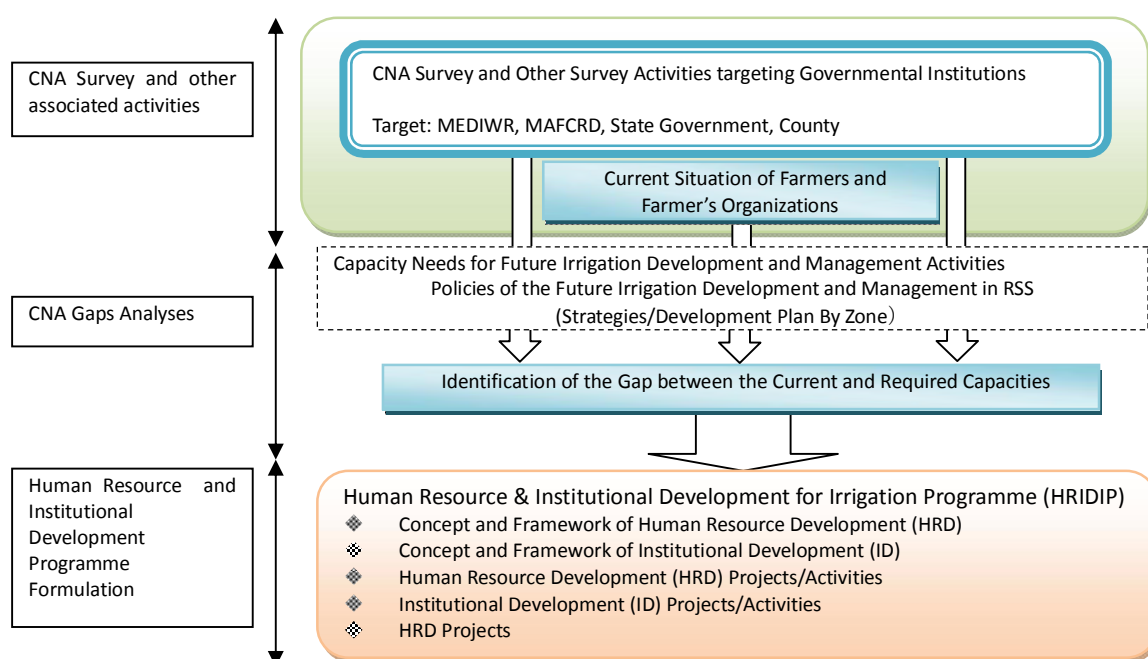 CNA Survey and other
associated activities
CNA Survey and Other Survey Activities targeting Governmental Institutions
Target: MEDIWR, MAFCRD, State Government, County
Current Situation of Farmers and
Farmer's Organizations
CNA Gaps Analyses
Capacity Needs for Future Irrigation Development and Management Activities
Policies of the Future Irrigation Development and Management in RSS
(Strategies/Development Plan By Zone）
Identification of the Gap between the Current and Required Capacities
Human Resource and
Institutional
Development
Programme
Formulation
Human Resource & Institutional Development for Irrigation Programme (HRIDIP)
Concept and Framework of Human Resource Development (HRD)
Concept and Framework of Institutional Development (ID)
Human Resource Development (HRD) Projects/Activities
Institutional Development (ID) Projects/Activities
HRD Projects